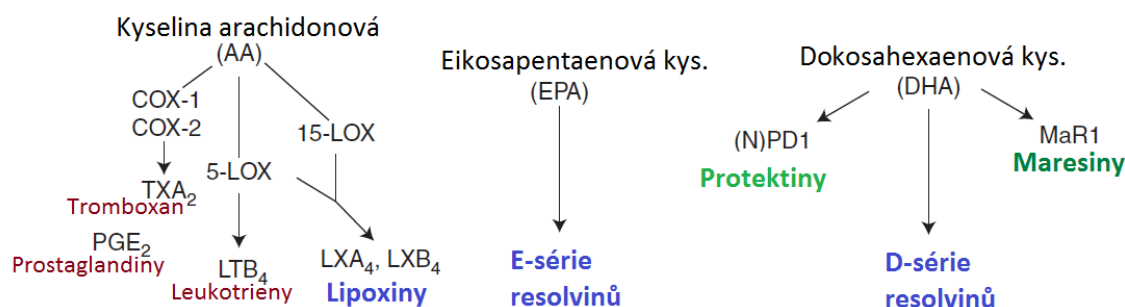 Kyselina arachidonová
(AA)
COX-1
COX-2
15-LOX
5-LOX
TXA2
Tromboxan
PGE2
Prostaglandiny
LTB4
Leukotrieny
LXA4, LXB4
Lipoxiny
Eikosapentaenová kys.
(EPA)
E-série
resolvinů
Dokosahexaenová kys.
(DHA)
(N)PD1
Protektiny
MaR1
Maresiny
D-série
resolvinů